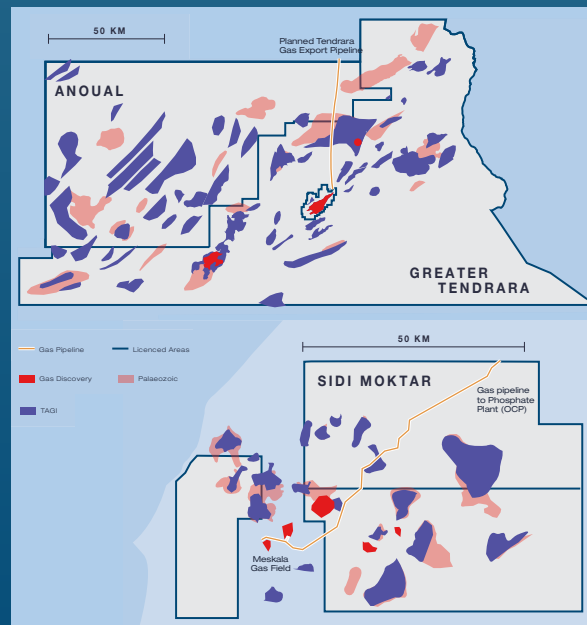 50 KM
Planned Tendrara
Gas Export Pipeline
ANOUAL
GREATER
TENDRARA
50 KM
Gas Pipeline
Licenced Areas
Gas Discovery
Palaeozoic
TAGI
SIDI MOKTAR
Gas pipeline
to Phosphate
Plant (OCP)
Meskala
Gas Field